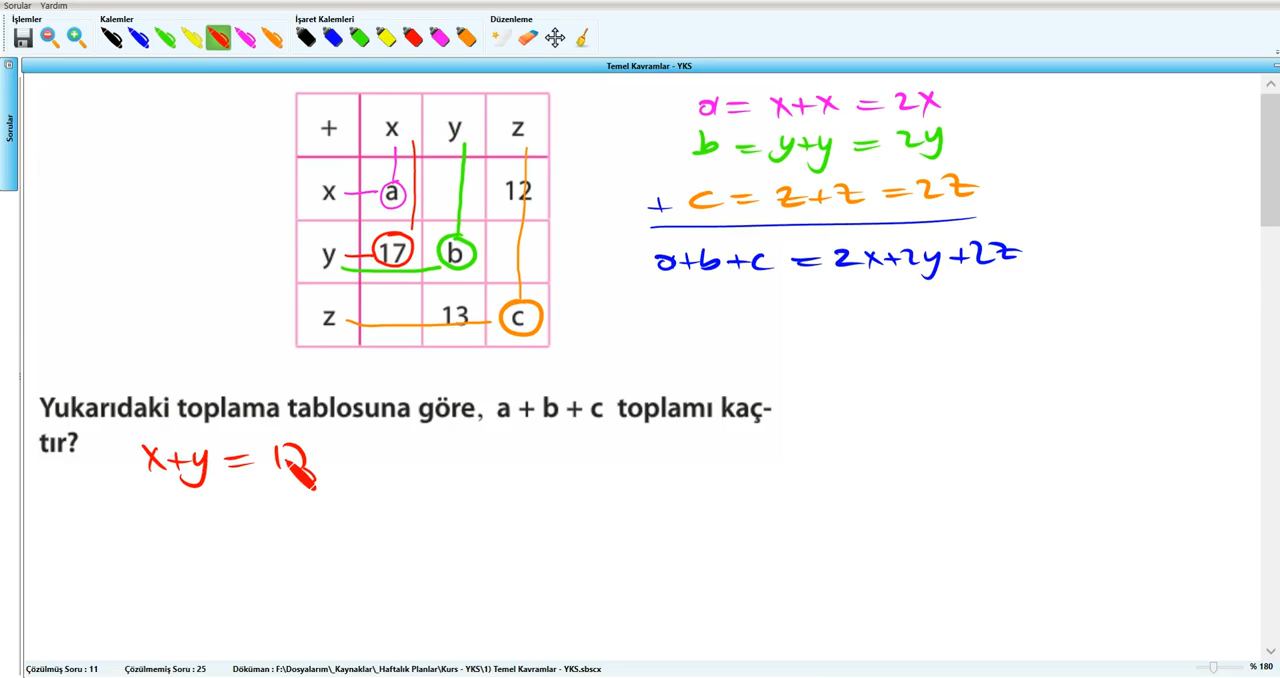 Sorular Yardım
İşlemler Kalemler İşaret Kalemleri Düzenleme
Temel Kavramlar - YKS
Sorular
+ x y z
x a 12
y 17 b
z 13 c
a = x+x = 2x
b = y+y = 2y
+ c = z+z = 2z
a+b+c = 2x+2y+2z
Yukarıdaki toplama tablosuna göre, a + b + c toplamı kaç-
tır?
x+y =
Çözülmüş Soru : 11 Çözülmemiş Soru : 25 Döküman : F:\Dosyalarım\_Kaynaklar\_Haftalık Planlar\Kurs - YKS\1) Temel Kavramlar - YKS.sbscx % 180